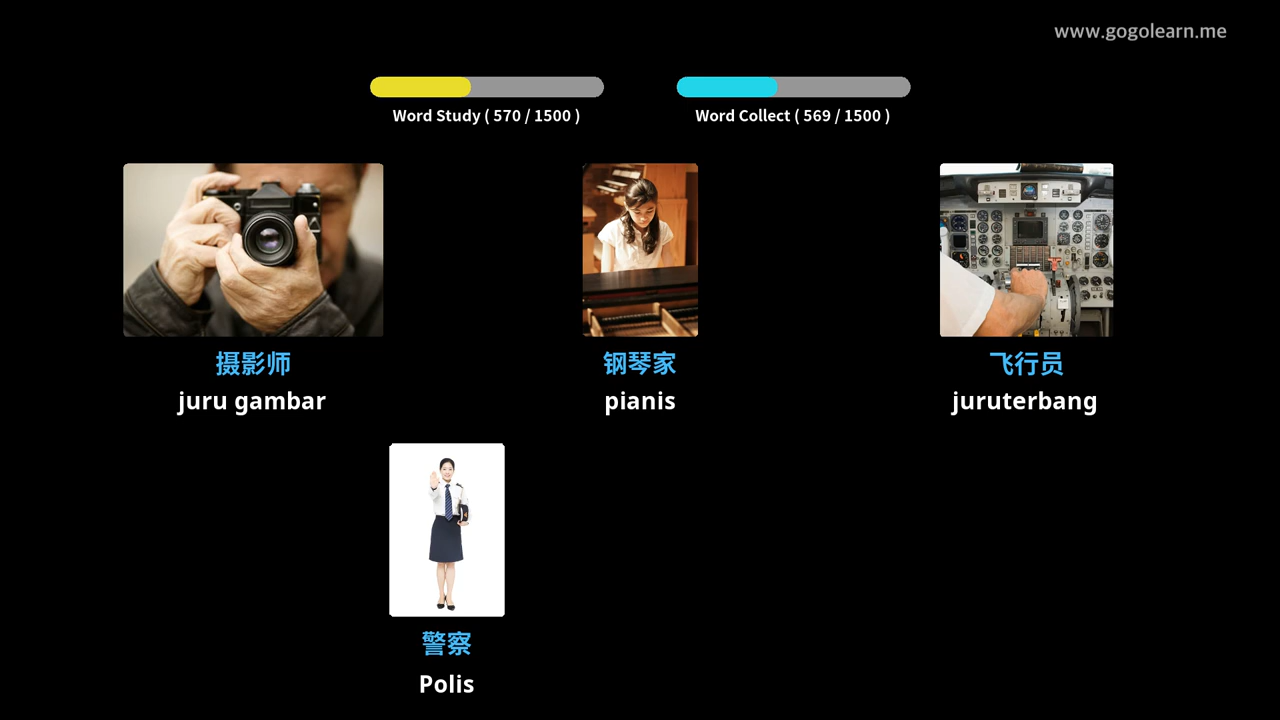 www.gogolearn.me
Word Study ( 570 / 1500 )
Word Collect ( 569 / 1500 )
摄影师
juru gambar
钢琴家
pianis
飞行员
juruterbang
警察
Polis